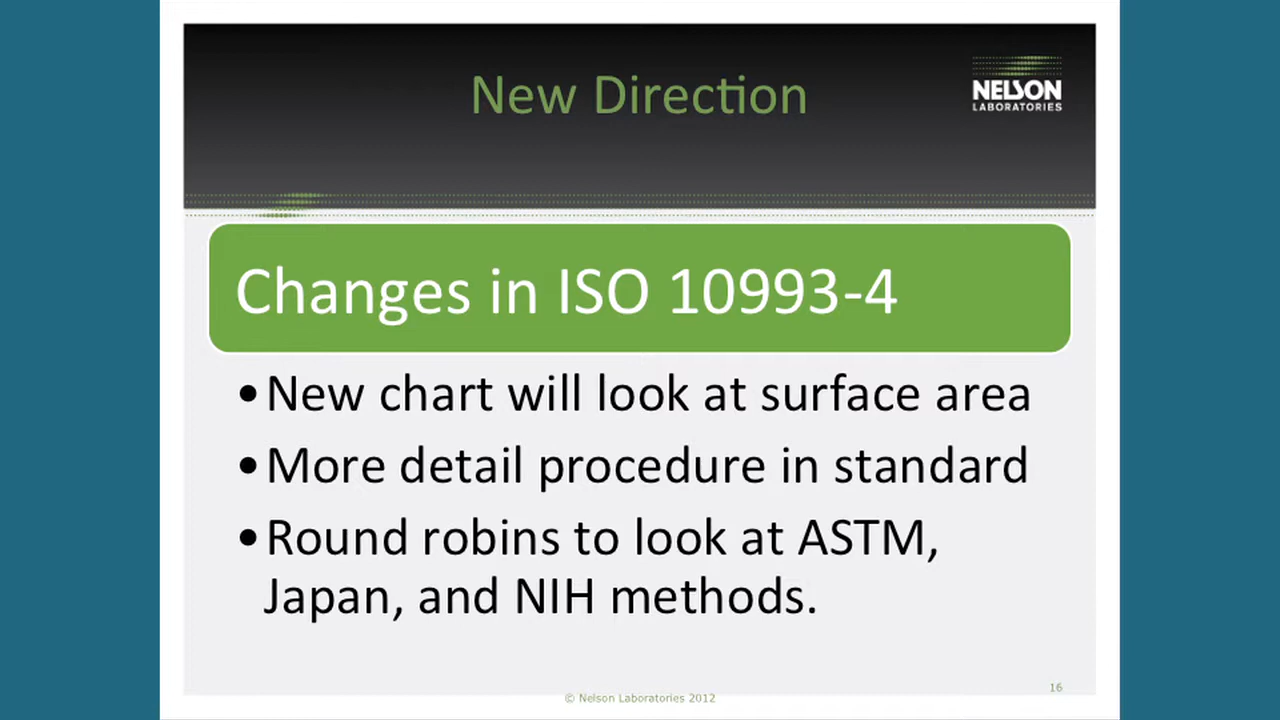 New Direction
NELSON
LABORATORIES
Changes in ISO 10993-4
•New chart will look at surface area
•More detail procedure in standard
•Round robins to look at ASTM,
Japan, and NIH methods.
16
© Nelson Laboratories 2012